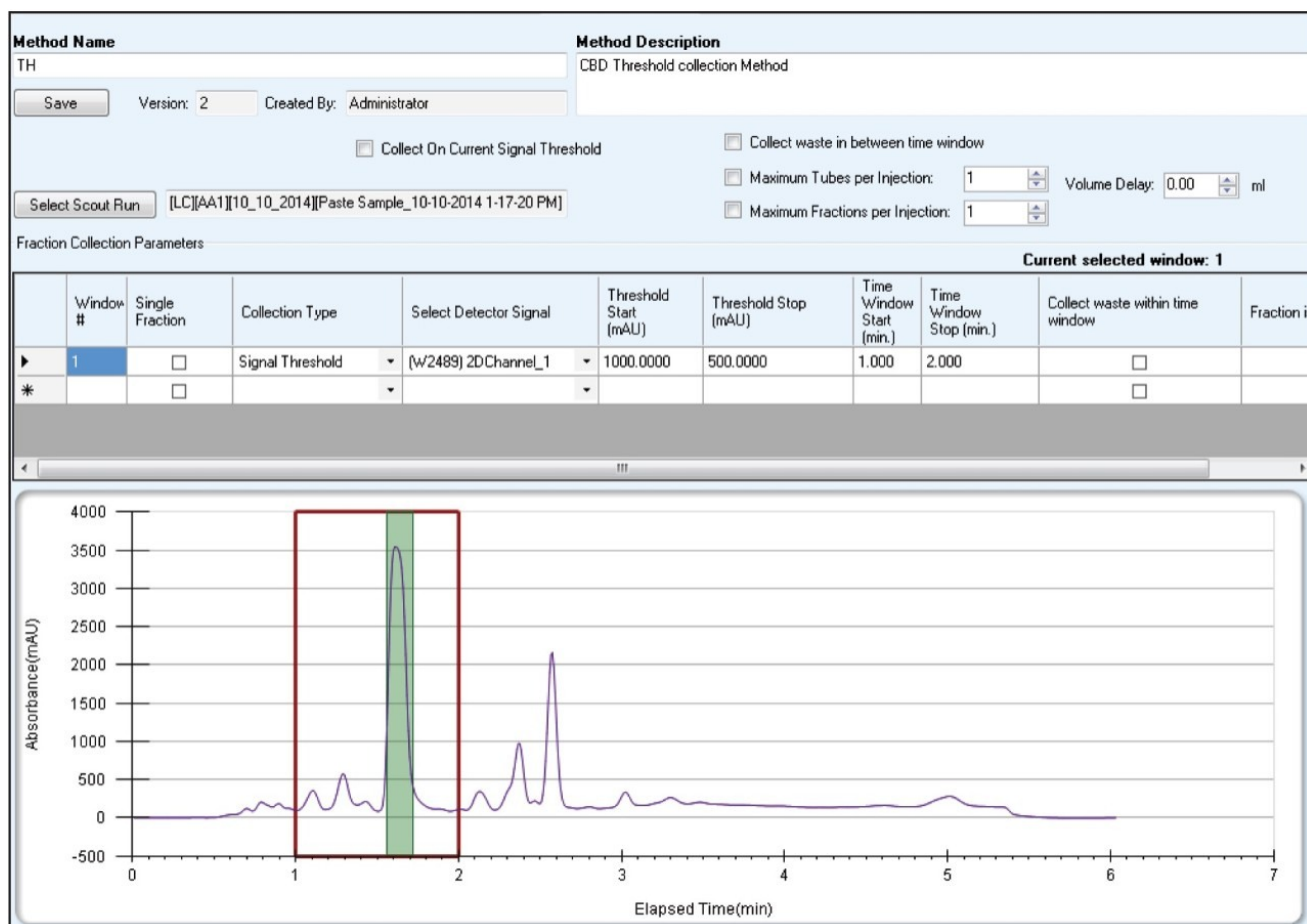 Method Name
TH
Method Description
CBD Threshold collection Method
Save
Version: 2
Created By: Administrator
Collect On Current Signal Threshold
Collect waste in between time window
Maximum Tubes per Injection: 1
Maximum Fractions per Injection: 1
Volume Delay: 0.00 ml
Select Scout Run
[LC][AA1][10_10_2014][Paste Sample_10-10-2014 1-17-20 PM]
Fraction Collection Parameters
Current selected window: 1
Window #
Single Fraction
Collection Type
Select Detector Signal
Threshold Start (mAU)
Threshold Stop (mAU)
Time Window Start (min.)
Time Window Stop (min.)
Collect waste within time window
Fraction i
1 Signal Threshold (W2489) 2DChannel_1 1000.0000 500.0000 1.000 2.000
Absorbance(mAU)
4000
3500
3000
2500
2000
1500
1000
500
0
-500
0 1 2 3 4 5 6 7
Elapsed Time(min)